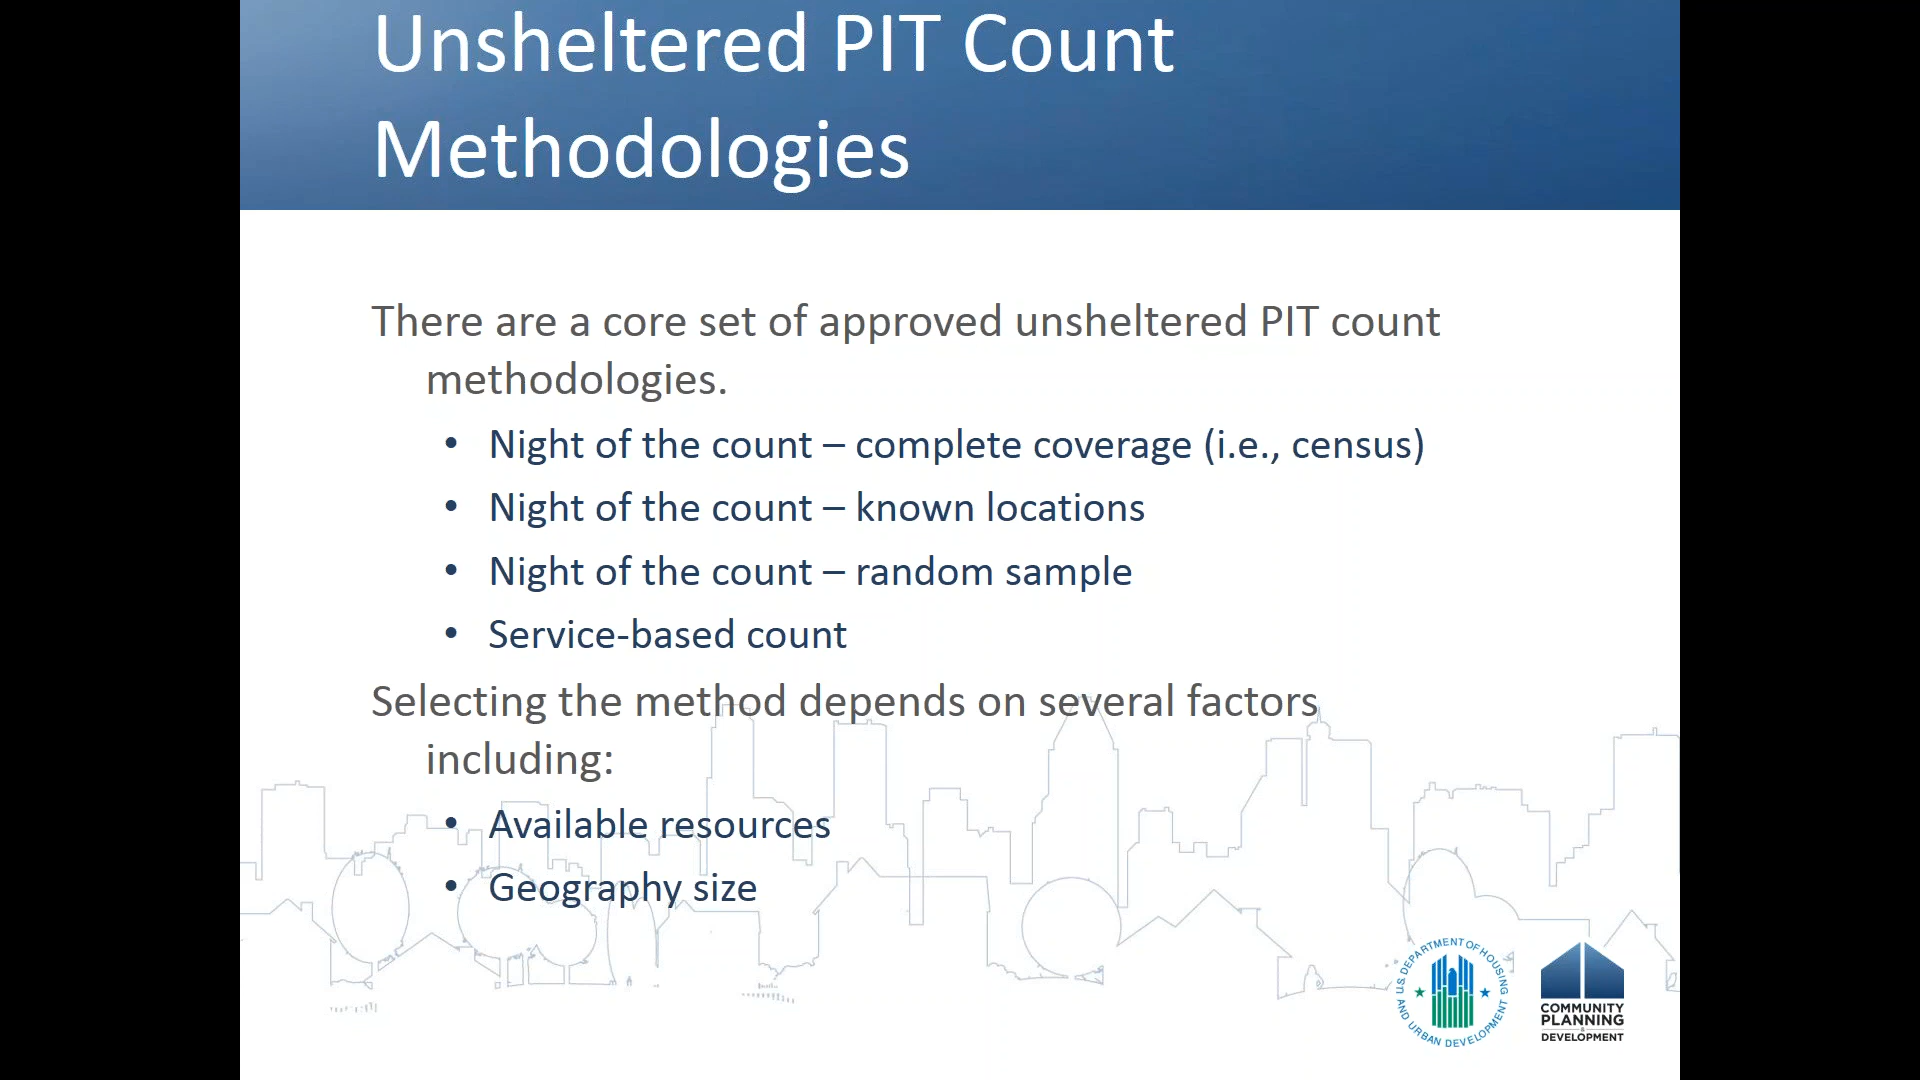 Unsheltered PIT Count
Methodologies
There are a core set of approved unsheltered PIT count
methodologies.
• Night of the count – complete coverage (i.e., census)
• Night of the count – known locations
• Night of the count – random sample
• Service-based count
Selecting the method depends on several factors
including:
• Available resources
• Geography size
U.S. DEPARTMENT OF HOUSING
AND URBAN DEVELOPMENT
COMMUNITY
PLANNING
&
DEVELOPMENT